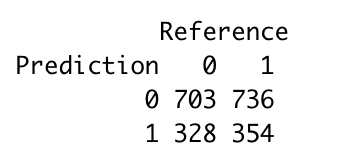 Reference
Prediction 0 1
0 703 736
1 328 354